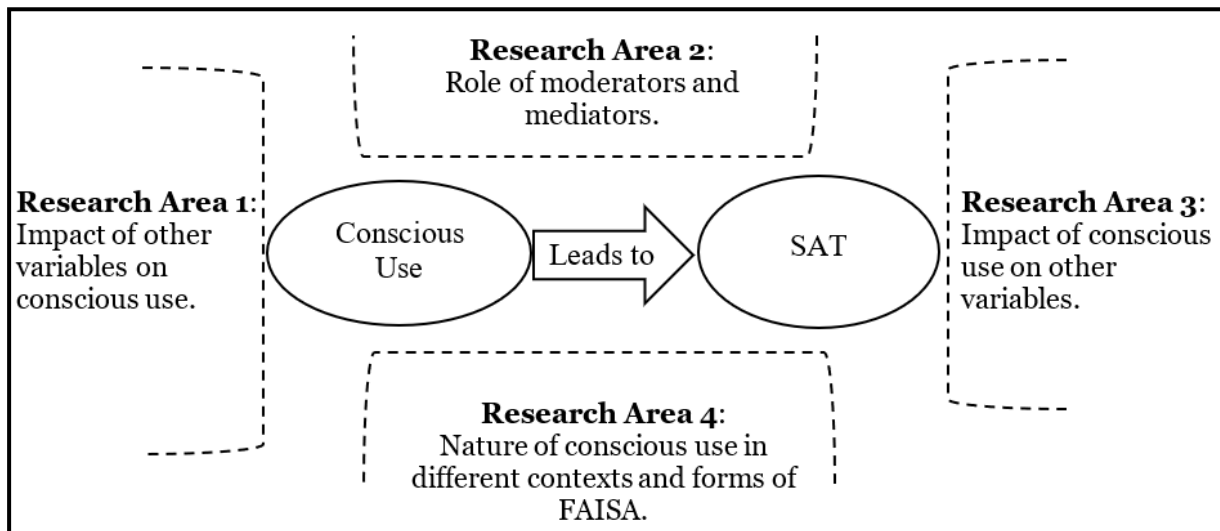 Research Area 2:
Role of moderators and
mediators.
Research Area 1:
Impact of other
variables on
conscious use.
Conscious
Use
Leads to
SAT
Research Area 3:
Impact of conscious
use on other
variables.
Research Area 4:
Nature of conscious use in
different contexts and forms of
FAISA.